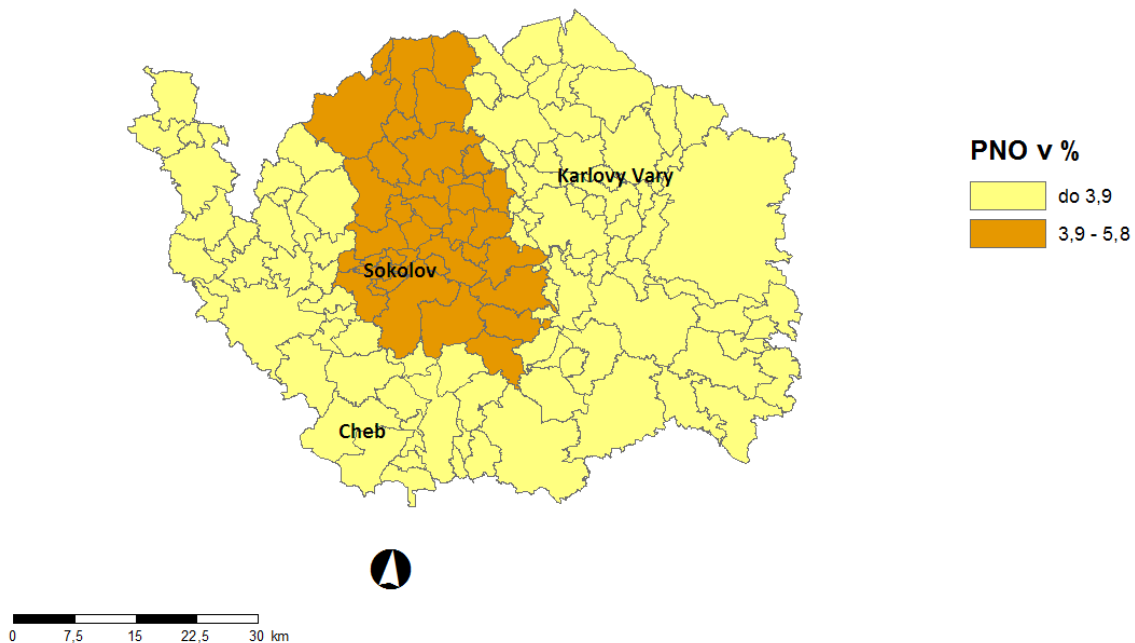 Karlovy Vary
Sokolov
Cheb
PNO v %
do 3,9
3,9 - 5,8
0 7,5 15 22,5 30 km